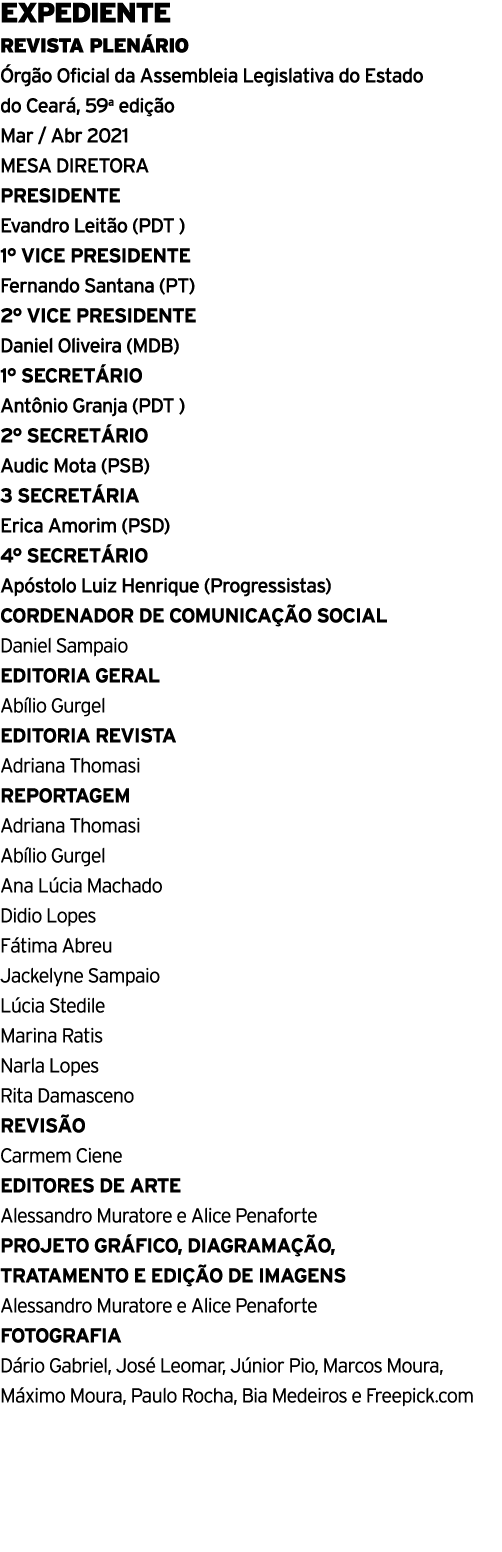 EXPEDIENTE
REVISTA PLENÁRIO
Órgão Oficial da Assembleia Legislativa do Estado
do Ceará, 59ª edição
Mar / Abr 2021
MESA DIRETORA
PRESIDENTE
Evandro Leitão (PDT )
1º VICE PRESIDENTE
Fernando Santana (PT)
2º VICE PRESIDENTE
Daniel Oliveira (MDB)
1º SECRETÁRIO
Antônio Granja (PDT )
2º SECRETÁRIO
Audic Mota (PSB)
3 SECRETÁRIA
Erica Amorim (PSD)
4º SECRETÁRIO
Apóstolo Luiz Henrique (Progressistas)
CORDENADOR DE COMUNICAÇÃO SOCIAL
Daniel Sampaio
EDITORIA GERAL
Abílio Gurgel
EDITORIA REVISTA
Adriana Thomasi
REPORTAGEM
Adriana Thomasi
Abílio Gurgel
Ana Lúcia Machado
Didio Lopes
Fátima Abreu
Jackelyne Sampaio
Lúcia Stedile
Marina Ratis
Narla Lopes
Rita Damasceno
REVISÃO
Carmem Ciene
EDITORES DE ARTE
Alessandro Muratore e Alice Penaforte
PROJETO GRÁFICO, DIAGRAMAÇÃO,
TRATAMENTO E EDIÇÃO DE IMAGENS
Alessandro Muratore e Alice Penaforte
FOTOGRAFIA
Dário Gabriel, José Leomar, Júnior Pio, Marcos Moura,
Máximo Moura, Paulo Rocha, Bia Medeiros e Freepick.com